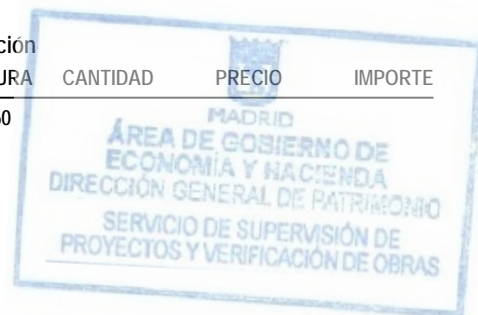 ción
URA CANTIDAD PRECIO IMPORTE
60
MADRID
ÁREA DE GOBIERNO DE
ECONOMÍA Y HACIENDA
DIRECCIÓN GENERAL DE PATRIMONIO
SERVICIO DE SUPERVISIÓN DE
PROYECTOS Y VERIFICACIÓN DE OBRAS